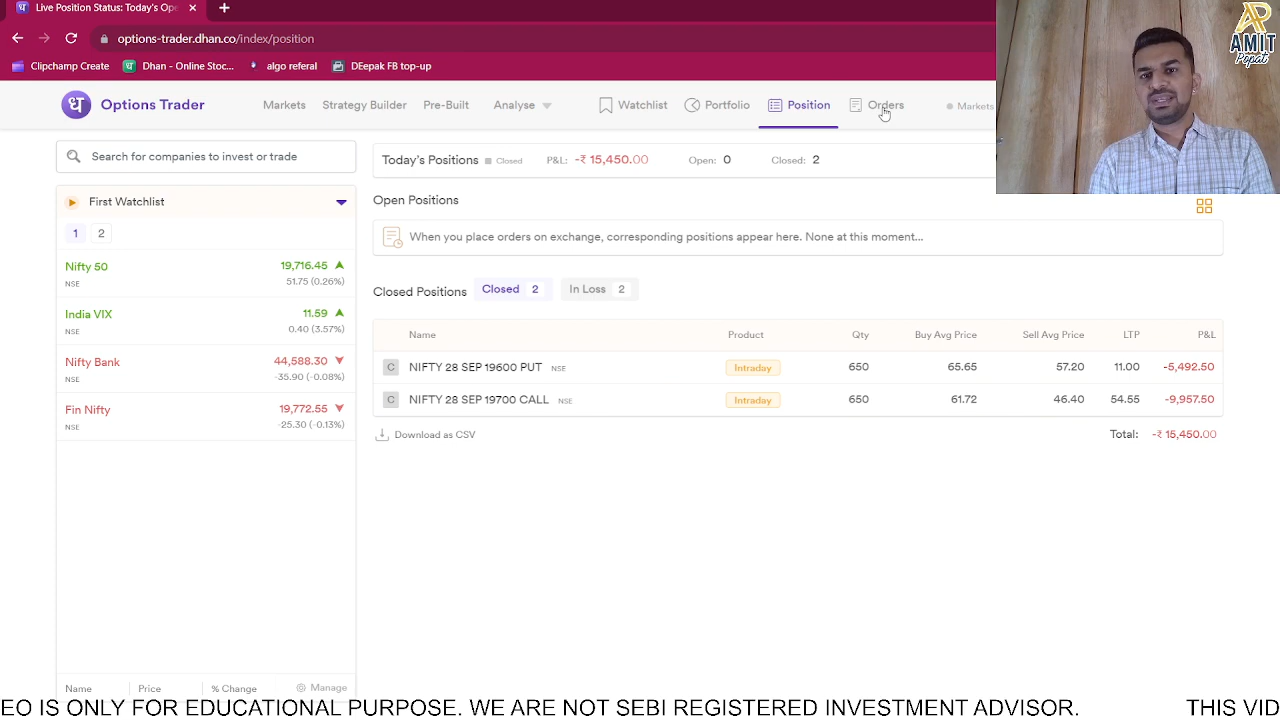 Live Position Status: Today's Ope
options-trader.dhan.co/index/position
Clipchamp Create
Dhan - Online Stoc...
algo referal
DEepak FB top-up
AP
AMIT
Popat
ध
Options Trader
Markets
Strategy Builder
Pre-Built
Analyse
Watchlist
Portfolio
Position
Orders
Markets
Search for companies to invest or trade
Today's Positions Closed P&L: -₹ 15,450.00 Open: 0 Closed: 2
First Watchlist
1 2
Nifty 50 19,716.45
NSE 51.75 (0.26%)
India VIX 11.59
NSE 0.40 (3.57%)
Nifty Bank 44,588.30
NSE -35.90 (-0.08%)
Fin Nifty 19,772.55
NSE -25.30 (-0.13%)
Name Price % Change Manage
Open Positions
When you place orders on exchange, corresponding positions appear here. None at this moment...
Closed Positions Closed 2 In Loss 2
Name Product Qty Buy Avg Price Sell Avg Price LTP P&L
C NIFTY 28 SEP 19600 PUT NSE Intraday 650 65.65 57.20 11.00 -5,492.50
C NIFTY 28 SEP 19700 CALL NSE Intraday 650 61.72 46.40 54.55 -9,957.50
Download as CSV Total: -₹ 15,450.00
EO IS ONLY FOR EDUCATIONAL PURPOSE. WE ARE NOT SEBI REGISTERED INVESTMENT ADVISOR. THIS VID